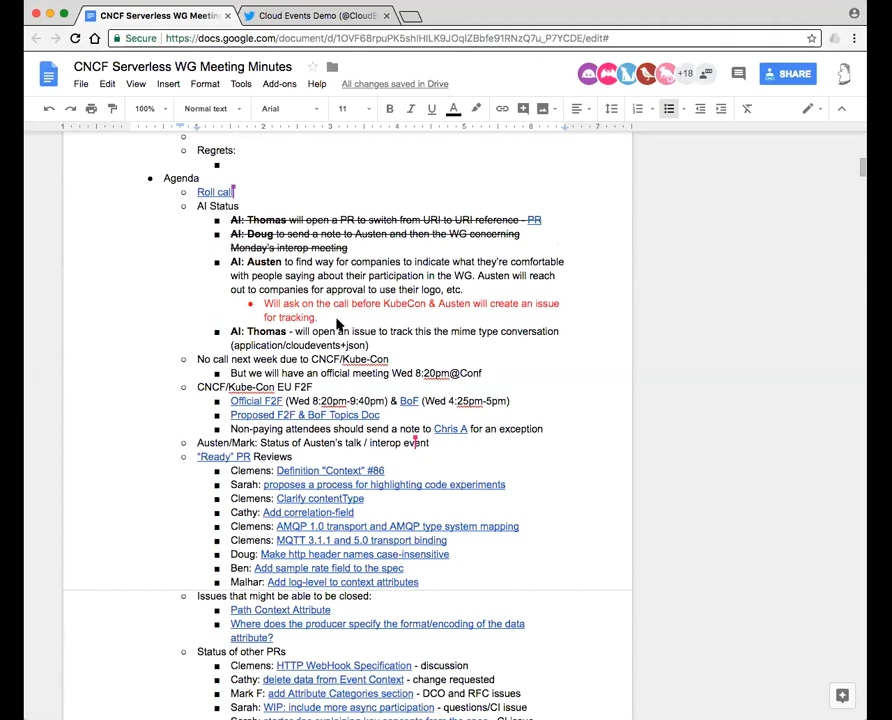 CNCF Serverless WG Meetin
Cloud Events Demo (@CloudE
Secure
https://docs.google.com/document/d/1OVF68rpuPK5shIHILK9JOqIZBbfe91RNzQ7u_P7YCDE/edit#
CNCF Serverless WG Meeting Minutes
+18
SHARE
File Edit View Insert Format Tools Add-ons Help All changes saved in Drive
100% Normal text Arial 11 B I U A
1 1 2 3 4 5 6 7
Regrets:
Agenda
Roll call
AI Status
AI: Thomas will open a PR to switch from URI to URI reference - PR
AI: Doug to send a note to Austen and then the WG concerning
Monday's interop meeting
AI: Austen to find way for companies to indicate what they're comfortable
with people saying about their participation in the WG. Austen will reach
out to companies for approval to use their logo, etc.
Will ask on the call before KubeCon & Austen will create an issue
for tracking.
AI: Thomas - will open an issue to track this the mime type conversation
(application/cloudevents+json)
No call next week due to CNCF/Kube-Con
But we will have an official meeting Wed 8:20pm@Conf
CNCF/Kube-Con EU F2F
Official F2F (Wed 8:20pm-9:40pm) & BoF (Wed 4:25pm-5pm)
Proposed F2F & BoF Topics Doc
Non-paying attendees should send a note to Chris A for an exception
Austen/Mark: Status of Austen's talk / interop event
"Ready" PR Reviews
Clemens: Definition "Context" #86
Sarah: proposes a process for highlighting code experiments
Clemens: Clarify contentType
Cathy: Add correlation-field
Clemens: AMQP 1.0 transport and AMQP type system mapping
Clemens: MQTT 3.1.1 and 5.0 transport binding
Doug: Make http header names case-insensitive
Ben: Add sample rate field to the spec
Malhar: Add log-level to context attributes
Issues that might be able to be closed:
Path Context Attribute
Where does the producer specify the format/encoding of the data
attribute?
Status of other PRs
Clemens: HTTP WebHook Specification - discussion
Cathy: delete data from Event Context - change requested
Mark F: add Attribute Categories section - DCO and RFC issues
Sarah: WIP: include more async participation - questions/CI issue